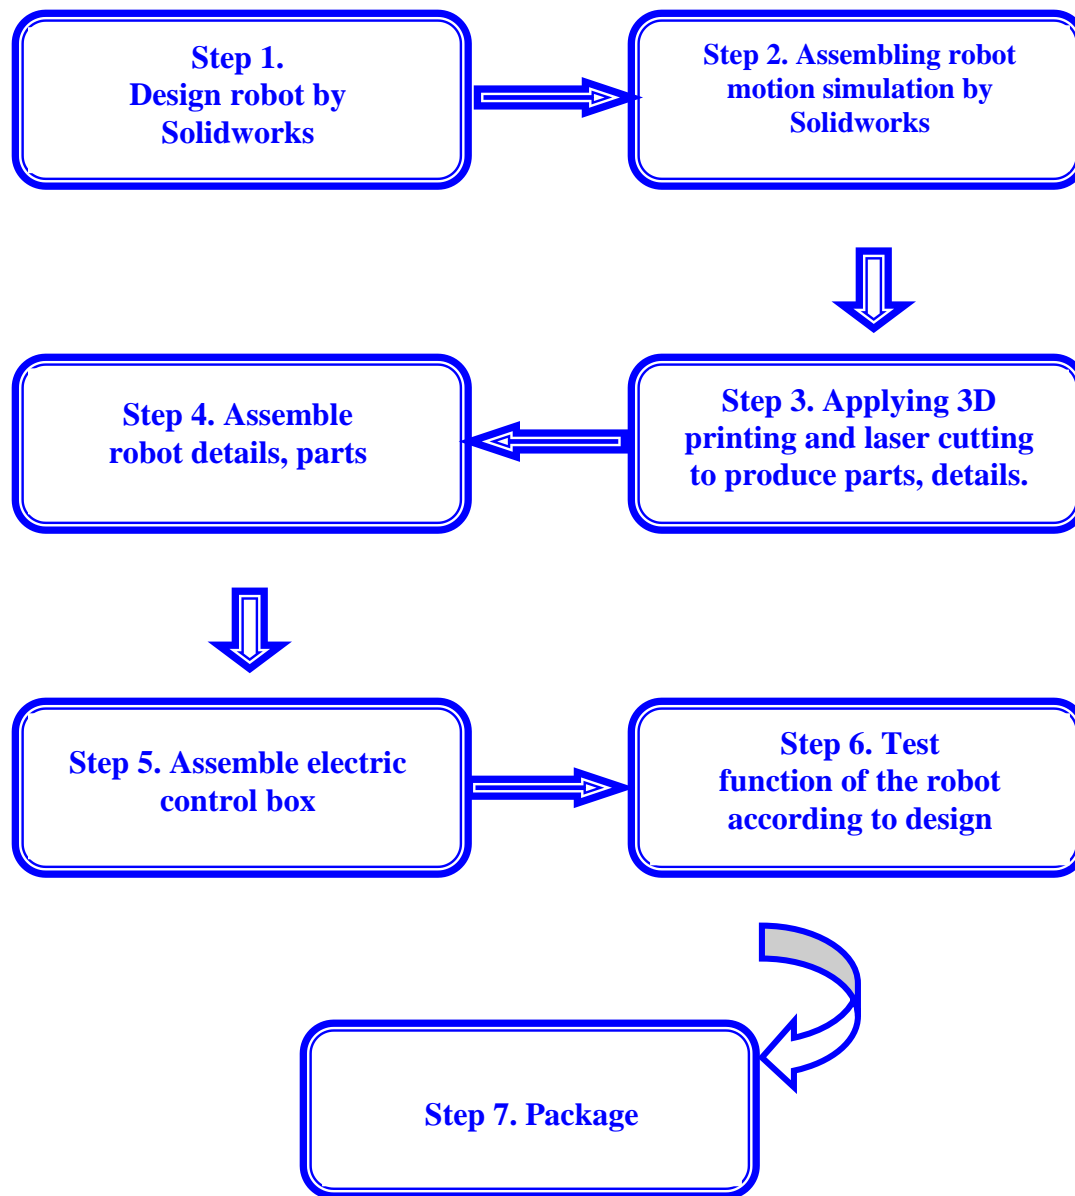 Step 1.
Design robot by
Solidworks
Step 2. Assembling robot
motion simulation by
Solidworks
Step 3. Applying 3D
printing and laser cutting
to produce parts, details.
Step 4. Assemble
robot details, parts
Step 5. Assemble electric
control box
Step 6. Test
function of the robot
according to design
Step 7. Package